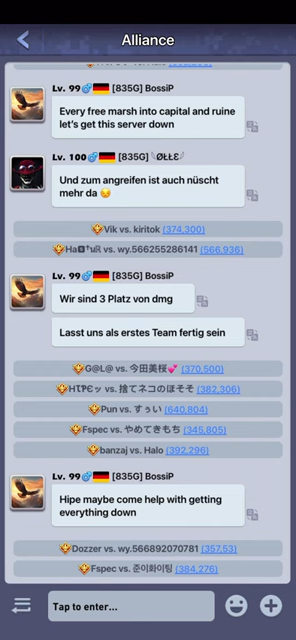 Alliance
Lv. 99 [835G] BossiP
Every free marsh into capital and ruine
let's get this server down
Lv. 100 [835G] ØŁŁƐ
Und zum angreifen ist auch nüscht
mehr da 😔
Vik vs. kiritok (374,300)
vs. wy.566255286141 (566,936)
Lv. 99 [835G] BossiP
Wir sind 3 Platz von dmg
Lasst uns als erstes Team fertig sein
G@L@ vs. 今田美桜💕 (370,500)
vs. 捨てネコのほそそ (382,306)
Pun vs. すぅい (640,804)
Fspec vs. やめてきもち (345,805)
banzaj vs. Halo (392,296)
Lv. 99 [835G] BossiP
Hipe maybe come help with getting
everything down
Dozzer vs. wy.566892070781 (367,53)
Fspec vs. 준이화이팅 (384,276)
Tap to enter...